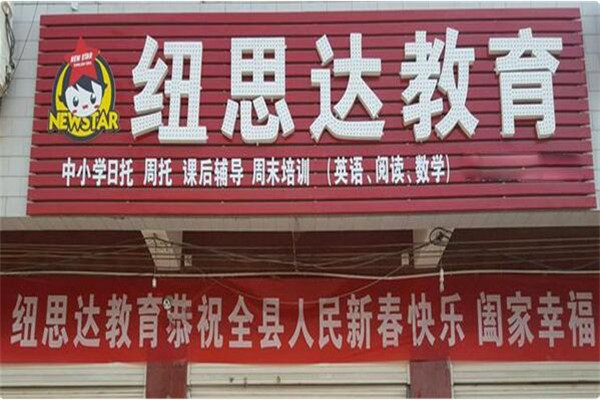 NEW STAR
NEWSTAR
纽思达教育
中小学日托 周托 课后辅导 周末培训 (英语、阅读、数学)
纽思达教育恭祝全县人民新春快乐 阖家幸福